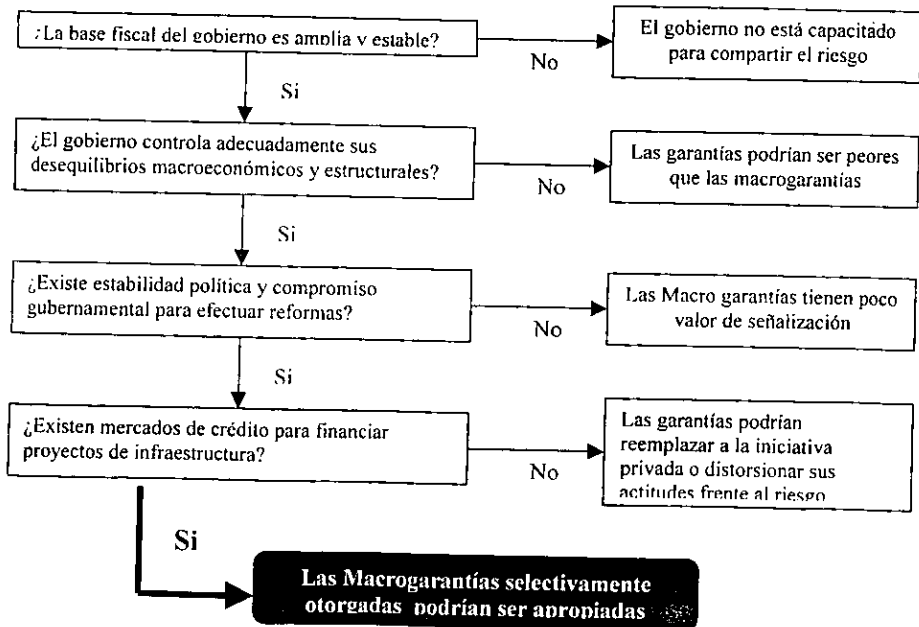 ¿La base fiscal del gobierno es amplia y estable?
No
El gobierno no está capacitado
para compartir el riesgo
Si
¿El gobierno controla adecuadamente sus
desequilibrios macroeconómicos y estructurales?
No
Las garantías podrían ser peores
que las macrogarantías
Si
¿Existe estabilidad política y compromiso
gubernamental para efectuar reformas?
No
Las Macro garantías tienen poco
valor de señalización
Si
¿Existen mercados de crédito para financiar
proyectos de infraestructura?
No
Las garantías podrían
reemplazar a la iniciativa
privada o distorsionar sus
actitudes frente al riesgo
Si
Las Macrogarantías selectivamente
otorgadas podrían ser apropiadas